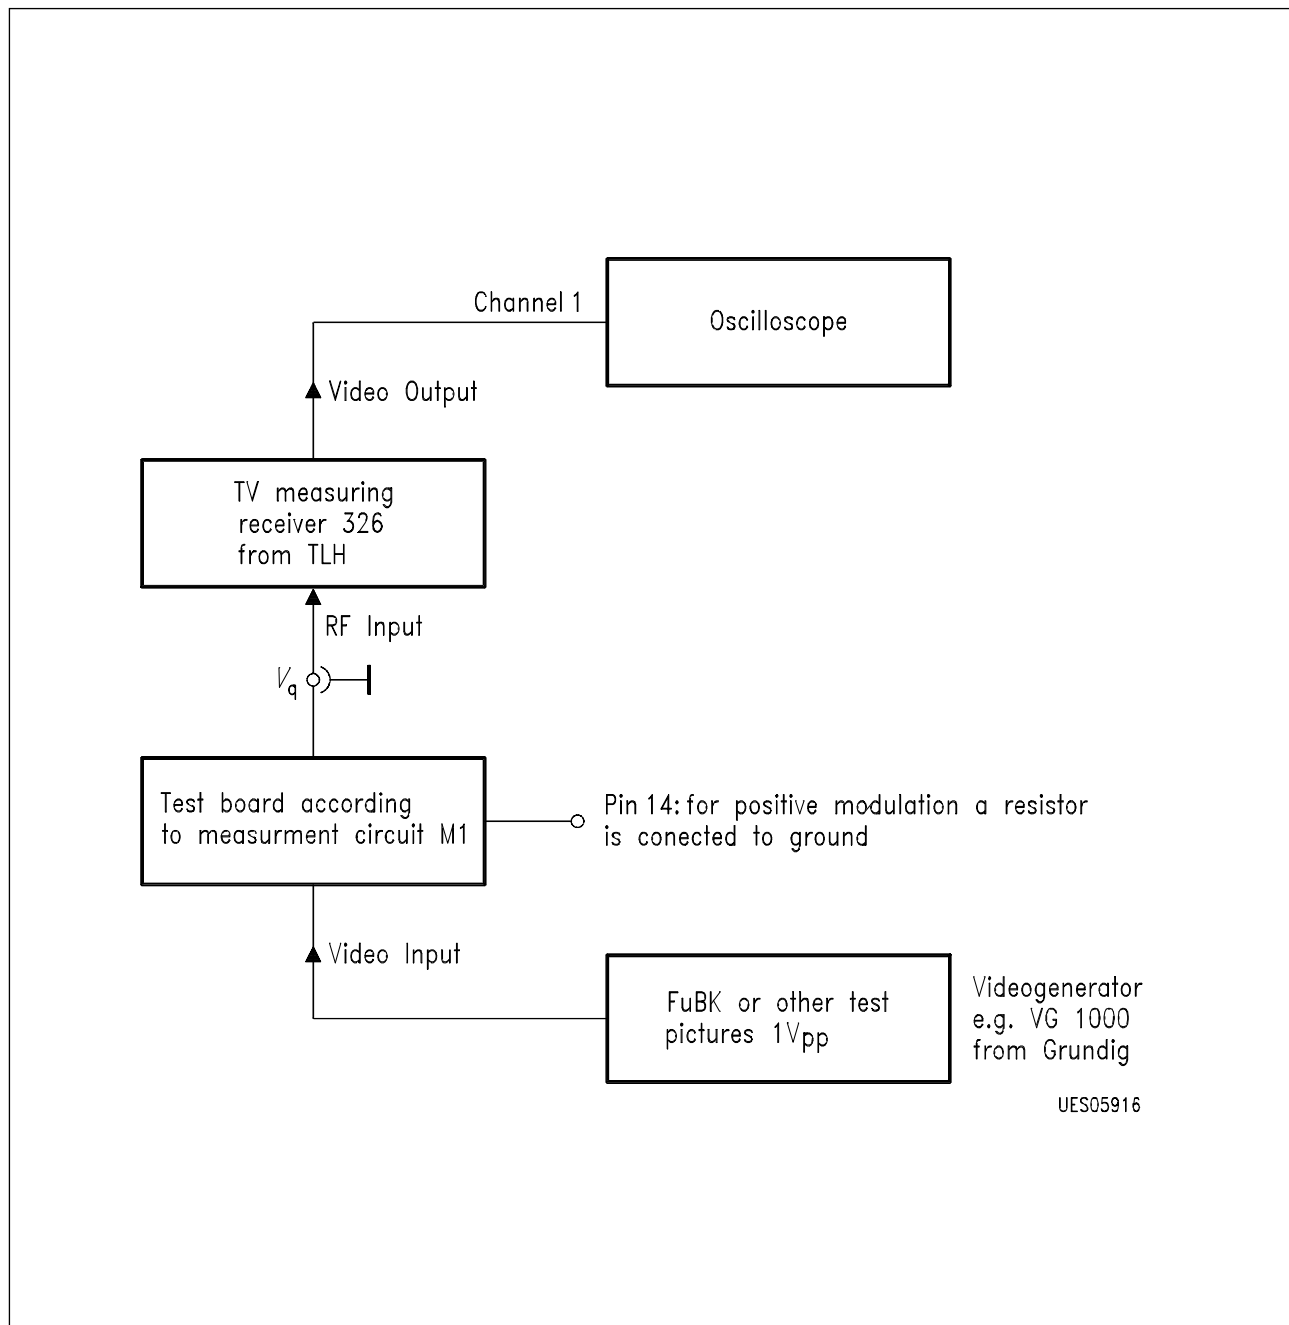 Channel 1
Oscilloscope
Video Output
TV measuring
receiver 326
from TLH
RF Input
Vq
Test board according
to measurment circuit M1
Pin 14: for positive modulation a resistor
is conected to ground
Video Input
FuBK or other test
pictures 1Vpp
Videogenerator
e.g. VG 1000
from Grundig
UES05916